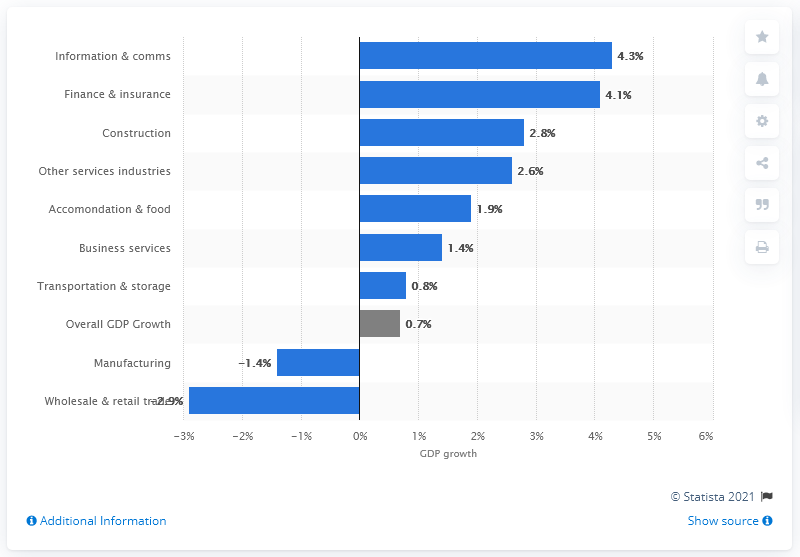 Information & comms 4.3%
Finance & insurance 4.1%
Construction 2.8%
Other services industries 2.6%
Accomondation & food 1.9%
Business services 1.4%
Transportation & storage 0.8%
Overall GDP Growth 0.7%
Manufacturing −1.4%
Wholesale & retail trade −2.9%
−3% −2% −1% 0% 1% 2% 3% 4% 5% 6%
GDP growth
© Statista 2021
Additional Information Show source